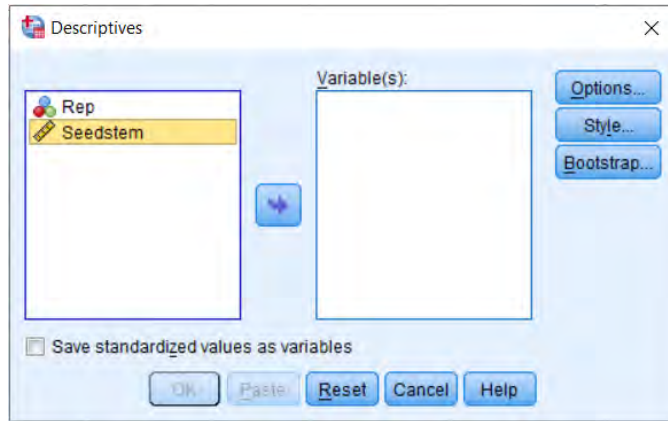 Descriptives
Variable(s):
Rep
Seedstem
Options...
Style...
Bootstrap...
Save standardized values as variables
OK Paste Reset Cancel Help